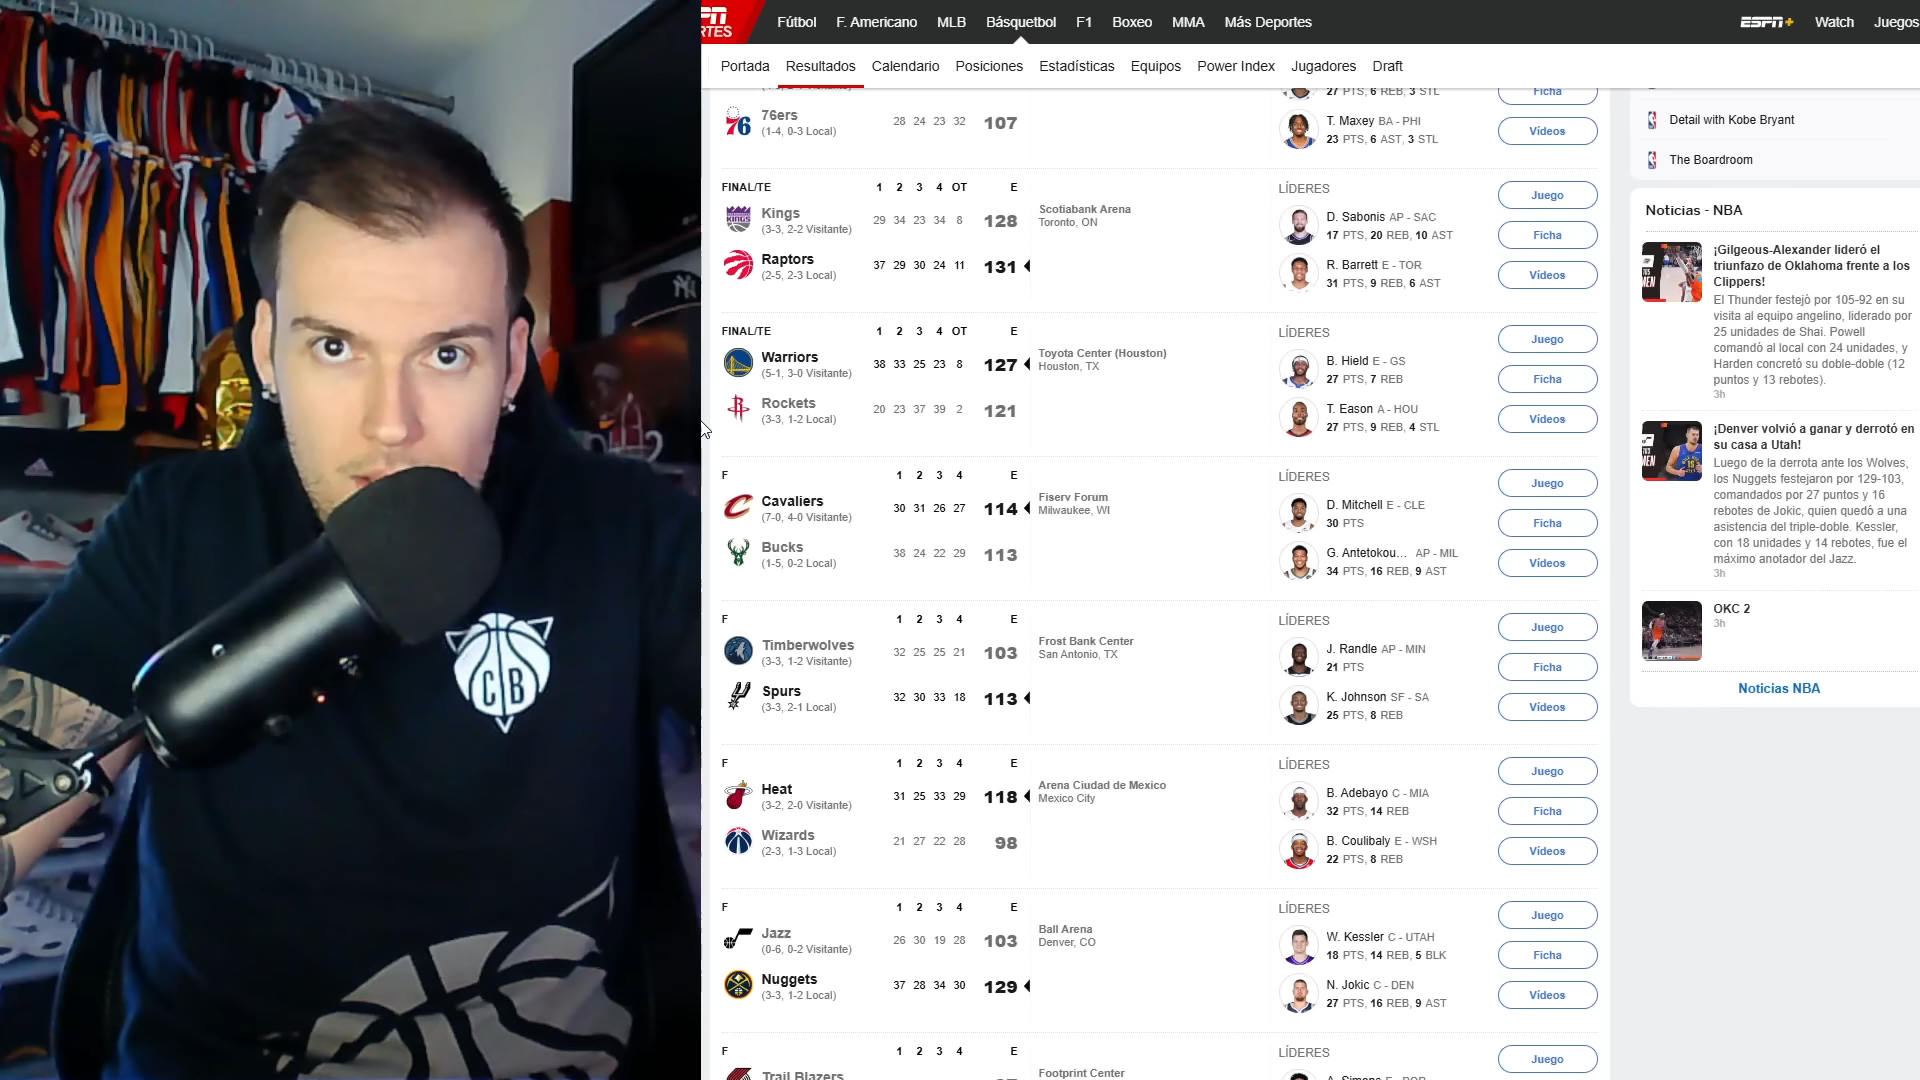 Fútbol F. Americano MLB Básquetbol F1 Boxeo MMA Más Deportes
ESPN+ Watch Juegos
Portada Resultados Calendario Posiciones Estadísticas Equipos Power Index Jugadores Draft
27 PTS, 6 REB, 3 STL
Ficha
76ers
(1-4, 0-3 Local)
28 24 23 32 107
T. Maxey BA - PHI
23 PTS, 6 AST, 3 STL
Vídeos
FINAL/TE 1 2 3 4 OT E
Kings
(3-3, 2-2 Visitante)
29 34 23 34 8 128
Raptors
(2-5, 2-3 Local)
37 29 30 24 11 131
Scotiabank Arena
Toronto, ON
LÍDERES
D. Sabonis AP - SAC
17 PTS, 20 REB, 10 AST
R. Barrett E - TOR
31 PTS, 9 REB, 6 AST
Juego
Ficha
Vídeos
FINAL/TE 1 2 3 4 OT E
Warriors
(5-1, 3-0 Visitante)
38 33 25 23 8 127
Rockets
(3-3, 1-2 Local)
20 23 37 39 2 121
Toyota Center (Houston)
Houston, TX
LÍDERES
B. Hield E - GS
27 PTS, 7 REB
T. Eason A - HOU
27 PTS, 9 REB, 4 STL
Juego
Ficha
Vídeos
F 1 2 3 4 E
Cavaliers
(7-0, 4-0 Visitante)
30 31 26 27 114
Bucks
(1-5, 0-2 Local)
38 24 22 29 113
Fiserv Forum
Milwaukee, WI
LÍDERES
D. Mitchell E - CLE
30 PTS
G. Antetokou... AP - MIL
34 PTS, 16 REB, 9 AST
Juego
Ficha
Vídeos
F 1 2 3 4 E
Timberwolves
(3-3, 1-2 Visitante)
32 25 25 21 103
Spurs
(3-3, 2-1 Local)
32 30 33 18 113
Frost Bank Center
San Antonio, TX
LÍDERES
J. Randle AP - MIN
21 PTS
K. Johnson SF - SA
25 PTS, 8 REB
Juego
Ficha
Vídeos
F 1 2 3 4 E
Heat
(3-2, 2-0 Visitante)
31 25 33 29 118
Wizards
(2-3, 1-3 Local)
21 27 22 28 98
Arena Ciudad de Mexico
Mexico City
LÍDERES
B. Adebayo C - MIA
32 PTS, 14 REB
B. Coulibaly E - WSH
22 PTS, 8 REB
Juego
Ficha
Vídeos
F 1 2 3 4 E
Jazz
(0-6, 0-2 Visitante)
26 30 19 28 103
Nuggets
(3-3, 1-2 Local)
37 28 34 30 129
Ball Arena
Denver, CO
LÍDERES
W. Kessler C - UTAH
18 PTS, 14 REB, 5 BLK
N. Jokic C - DEN
27 PTS, 16 REB, 9 AST
Juego
Ficha
Vídeos
F 1 2 3 4 E
Trail Blazers
Footprint Center
LÍDERES
Juego
Detail with Kobe Bryant
The Boardroom
Noticias - NBA
¡Gilgeous-Alexander lideró el
triunfazo de Oklahoma frente a los
Clippers!
El Thunder festejó por 105-92 en su
visita al equipo angelino, liderado por
25 unidades de Shai. Powell
comandó al local con 24 unidades, y
Harden concretó su doble-doble (12
puntos y 13 rebotes).
3h
¡Denver volvió a ganar y derrotó en
su casa a Utah!
Luego de la derrota ante los Wolves,
los Nuggets festejaron por 129-103,
comandados por 27 puntos y 16
rebotes de Jokic, quien quedó a una
asistencia del triple-doble. Kessler,
con 18 unidades y 14 rebotes, fue el
máximo anotador del Jazz.
3h
OKC 2
3h
Noticias NBA
CB